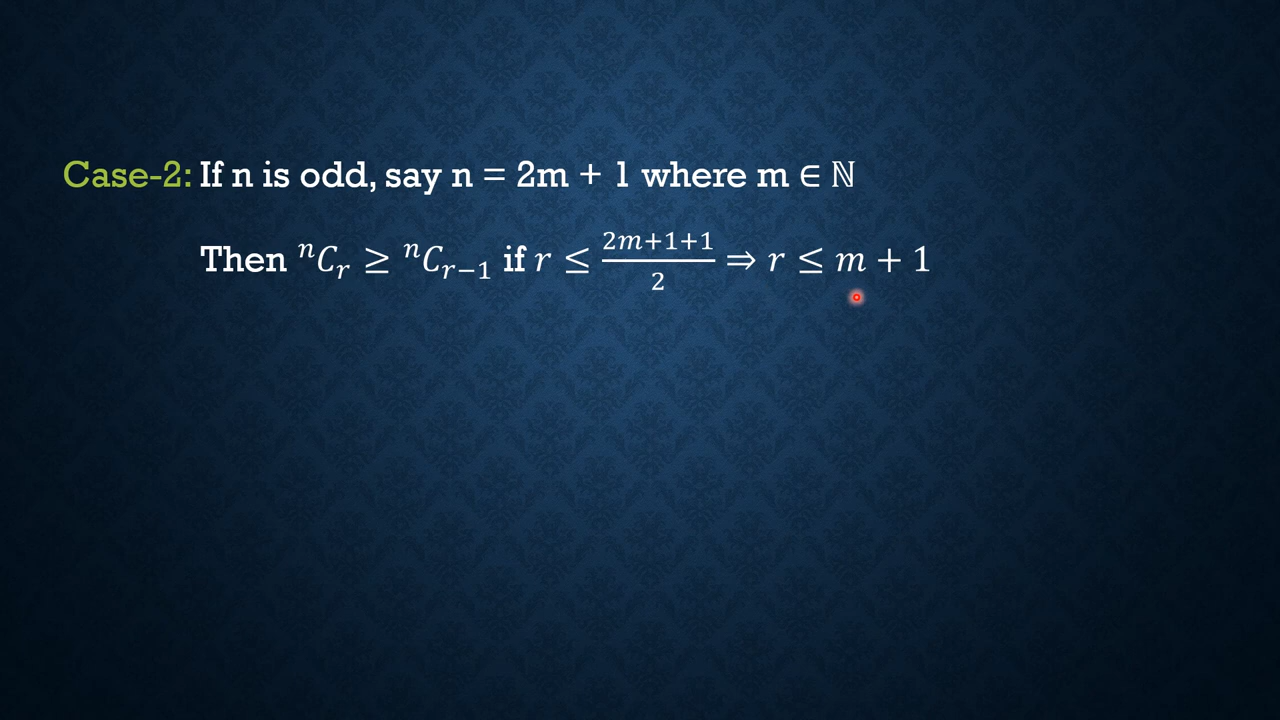 Case-2: If n is odd, say n = 2m + 1 where m ∈ ℕ
Then ⁿCᵣ ≥ ⁿCᵣ₋₁ if r ≤ (2m+1+1)/2 ⇒ r ≤ m + 1